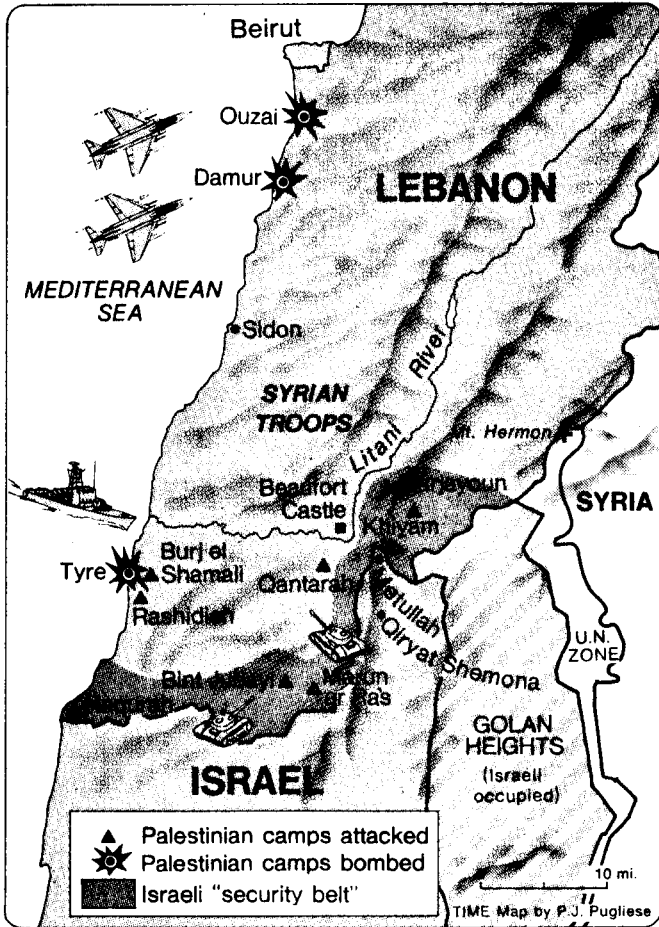 Beirut
Ouzai
Damur
LEBANON
MEDITERRANEAN
SEA
Sidon
SYRIAN
TROOPS
Litani River
Mt. Hermon
Beaufort
Castle
Khiyam
SYRIA
Tyre
Burj el
Shamali
Rashidieh
Qantarah
Metullah
Qiryat Shemona
U.N.
ZONE
Maroun
GOLAN
HEIGHTS
(Israeli
occupied)
ISRAEL
Palestinian camps attacked
Palestinian camps bombed
Israeli "security belt"
10 mi.
TIME Map by P.J. Pugliese